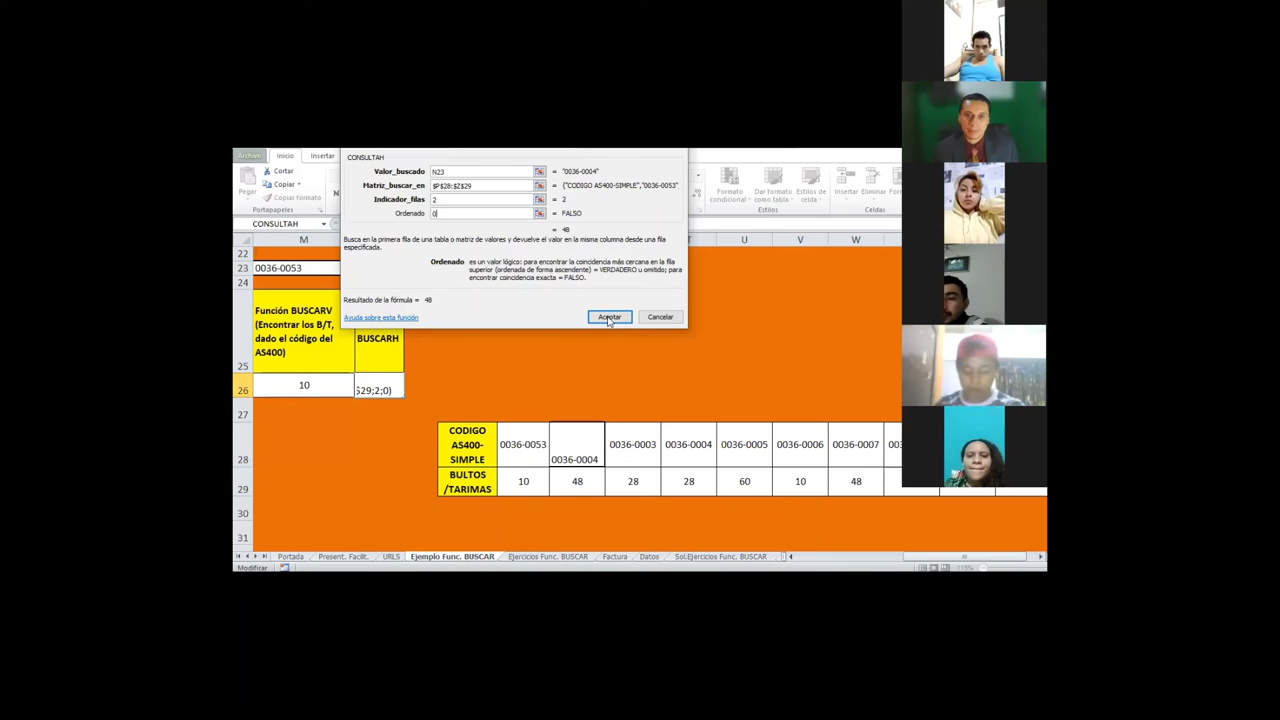 Archivo Inicio Insertar
Cortar
Copiar
Copiar formato
Pegar
Portapapeles
Formato condicional
Dar formato como tabla
Estilos de celda
Estilos
Insertar
Eliminar
Celdas
CONSULTAH
Valor_buscado N23 = "0036-0004"
Matriz_buscar_en $P$28:$Z$29 = {"CODIGO AS400-SIMPLE","0036-0053"
Indicador_filas 2 = 2
Ordenado 0 = FALSO
= 48
Busca en la primera fila de una tabla o matriz de valores y devuelve el valor en la misma columna desde una fila
especificada.
Ordenado es un valor lógico: para encontrar la coincidencia más cercana en la fila
superior (ordenada de forma ascendente) = VERDADERO u omitido; para
encontrar coincidencia exacta = FALSO.
Resultado de la fórmula = 48
Ayuda sobre esta función
Aceptar Cancelar
CONSULTAH
M T U V W
22
23 0036-0053
24
Función BUSCARV
(Encontrar los B/T,
dado el código del
AS400)
BUSCARH
25
26 10 $29;2;0)
27
CODIGO
AS400-
SIMPLE
0036-0053 0036-0004 0036-0003 0036-0004 0036-0005 0036-0006 0036-0007
28
BULTOS
/TARIMAS
10 48 28 28 60 10 48
29
30
31
Portada Present. Facilit. URLS Ejemplo Func. BUSCAR Ejercicios Func. BUSCAR Factura Datos Sol.Ejercicios Func. BUSCAR
Modificar 115%